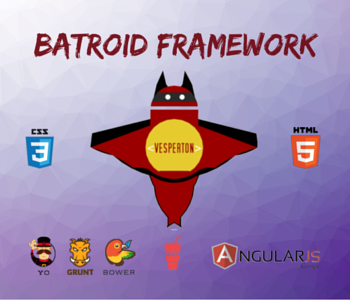 BATROID FRAMEWORK
CSS
3
<VESPERTON>
HTML
5
YO
GRUNT
BOWER
A
ANGULARJS